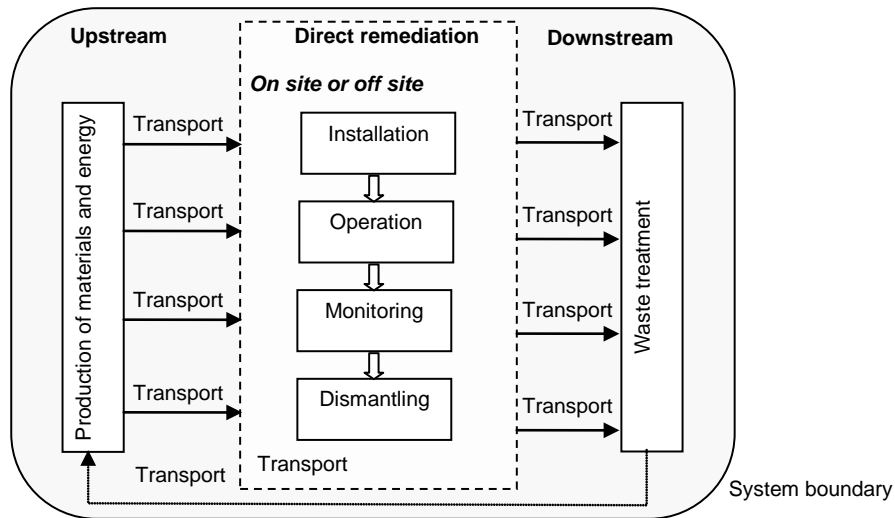 Upstream
Direct remediation
Downstream
On site or off site
Production of materials and energy
Transport
Transport
Transport
Transport
Installation
Operation
Monitoring
Dismantling
Transport
Transport
Transport
Transport
Transport
Waste treatment
Transport
System boundary